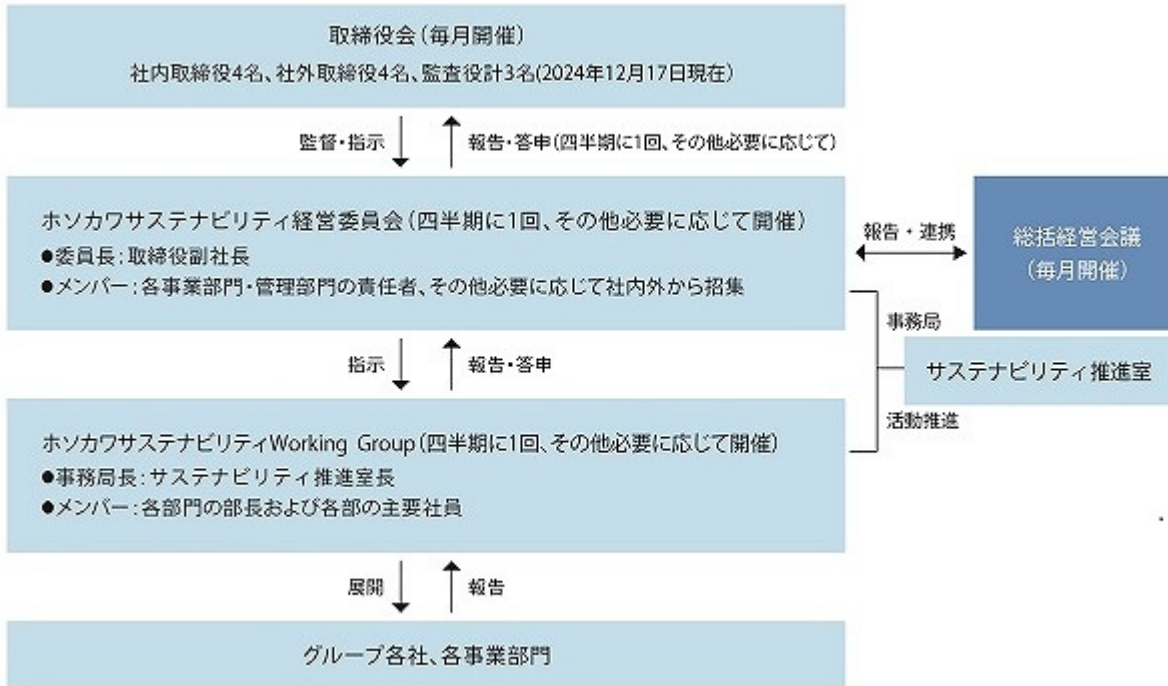 取締役会（毎月開催）
社内取締役4名、社外取締役4名、監査役計3名(2024年12月17日現在)
監督・指示
報告・答申(四半期に1回、その他必要に応じて)
ホソカワサステナビリティ経営委員会（四半期に1回、その他必要に応じて開催）
●委員長：取締役副社長
●メンバー：各事業部門・管理部門の責任者、その他必要に応じて社内外から招集
報告・連携
総括経営会議
（毎月開催）
事務局
サステナビリティ推進室
活動推進
指示
報告・答申
ホソカワサステナビリティWorking Group（四半期に1回、その他必要に応じて開催）
●事務局長：サステナビリティ推進室長
●メンバー：各部門の部長および各部の主要社員
展開
報告
グループ各社、各事業部門